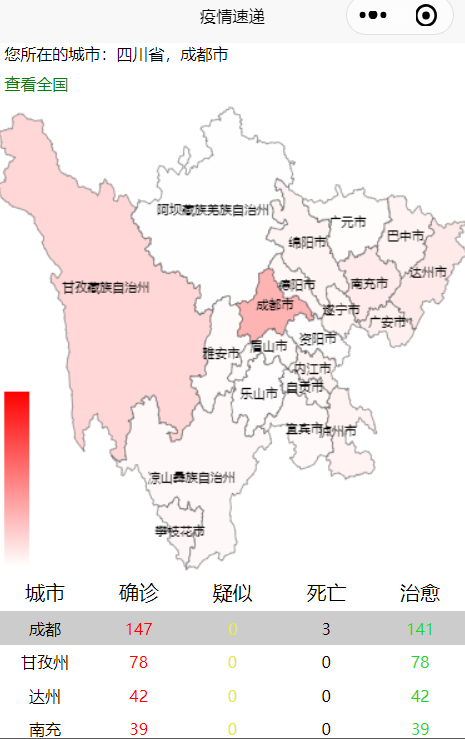 疫情速递
您所在的城市：四川省，成都市
查看全国
阿坝藏族羌族自治州
广元市
巴中市
绵阳市
达州市
甘孜藏族自治州
德阳市
南充市
成都市
遂宁市
广安市
资阳市
眉山市
雅安市
内江市
自贡市
乐山市
宜宾市
泸州市
凉山彝族自治州
攀枝花市
城市 确诊 疑似 死亡 治愈
成都 147 0 3 141
甘孜州 78 0 0 78
达州 42 0 0 42
南充 39 0 0 39